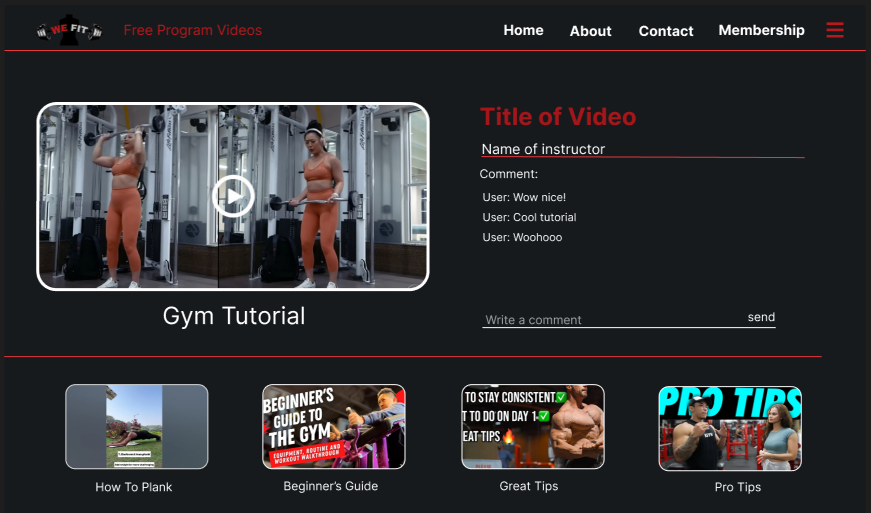 WE FIT
Free Program Videos
Home
About
Contact
Membership
Title of Video
Name of instructor
Comment:
User: Wow nice!
User: Cool tutorial
User: Woohooo
Write a comment
send
Gym Tutorial
BEGINNER'S
GUIDE TO
THE GYM
EQUIPMENT, ROUTINE AND
WORKOUT WALKTHROUGH
TO STAY CONSISTENT
T TO DO ON DAY 1
EAT TIPS
PRO TIPS
How To Plank
Beginner's Guide
Great Tips
Pro Tips